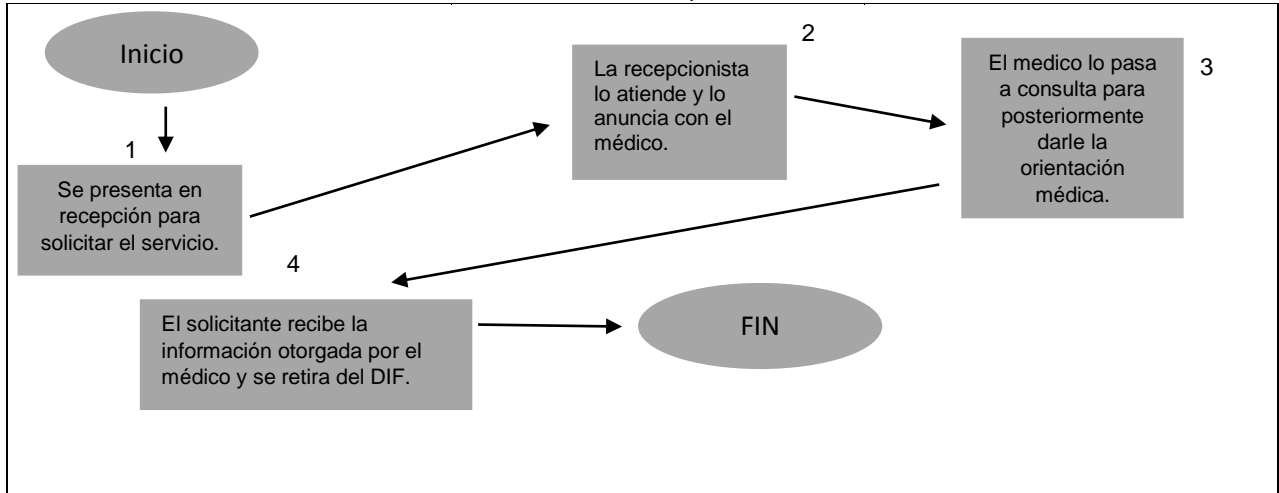 Inicio
1
Se presenta en
recepción para
solicitar el servicio.
2
La recepcionista
lo atiende y lo
anuncia con el
médico.
El medico lo pasa
a consulta para
posteriormente
darle la
orientación
médica.
3
4
El solicitante recibe la
información otorgada por el
médico y se retira del DIF.
FIN